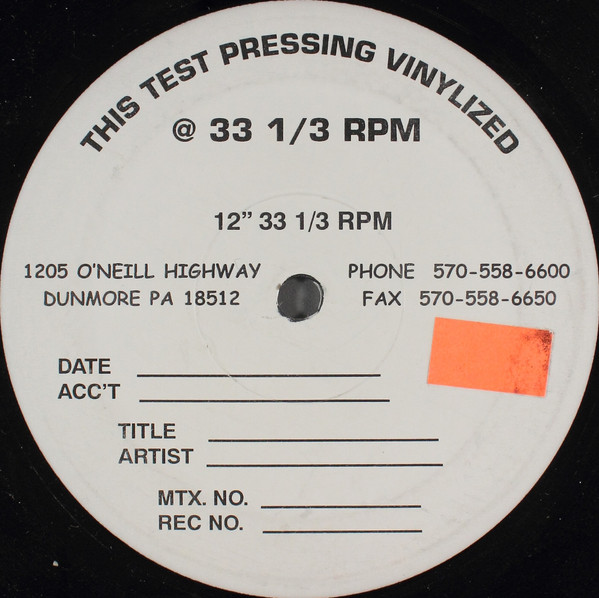 THIS TEST PRESSING VINYLIZED
@ 33 1/3 RPM
12” 33 1/3 RPM
1205 O'NEILL HIGHWAY
DUNMORE PA 18512
PHONE 570-558-6600
FAX 570-558-6650
DATE
ACC'T
TITLE
ARTIST
MTX. NO.
REC NO.